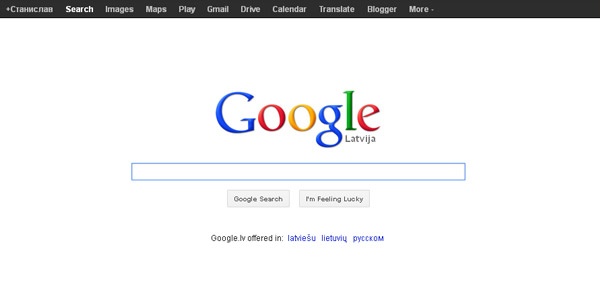 +Станислав Search Images Maps Play Gmail Drive Calendar Translate Blogger More
Google
Latvija
Google Search I'm Feeling Lucky
Google.lv offered in: latviešu lietuvių русском